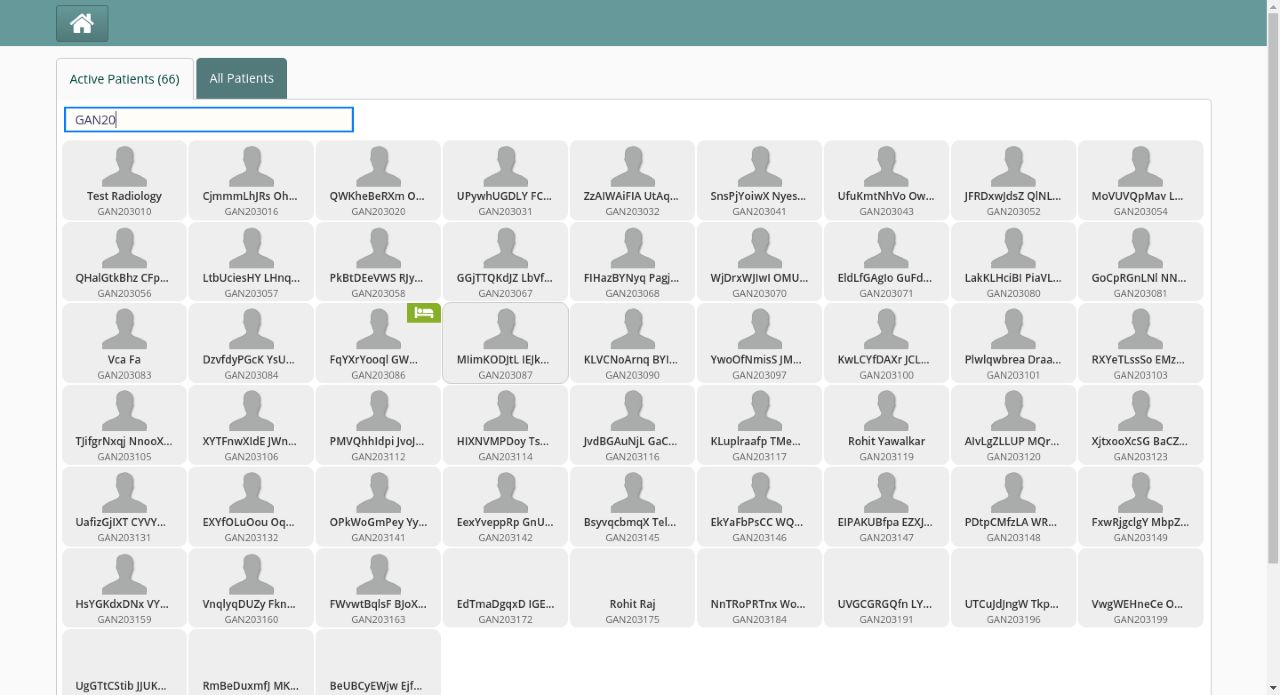 Active Patients (66) All Patients
GAN20
Test Radiology CjmmmLhJRs Oh... QWKheBeRXm O... UPywhUGDLY FC... ZzAIWAiFIA UtAq... SnsPjYoiwX Nyes... UfuKmtNhVo Ow... JFRDxwJdsZ QlNL... MoVUVQpMav L...
GAN203010 GAN203016 GAN203020 GAN203031 GAN203032 GAN203041 GAN203043 GAN203052 GAN203054
QHalGtkBhz CFp... LtbUciesHY LHnq... PkBtDEeVWS RJy... GGjTTQKdJZ LbVf... FIHazBYNyq Pagj... WjDrxWJIwI OMU... EldLfGAgIo GuFd... LakKLHciBI PiaVL... GoCpRGnLNl NN...
GAN203056 GAN203057 GAN203058 GAN203067 GAN203068 GAN203070 GAN203071 GAN203080 GAN203081
Vca Fa DzvfdyPGcK YsU... FqYXrYooql GW... MIimKODJtL IEJk... KLVCNoArnq BYI... YwoOfNmisS JM... KwLCYfDAXr JCL... Plwlqwbrea Draa... RXYeTLssSo EMz...
GAN203083 GAN203084 GAN203086 GAN203087 GAN203090 GAN203097 GAN203100 GAN203101 GAN203103
TJifgrNxqj NnooX... XYTFnwXIdE JWn... PMVQhhIdpi JvoJ... HIXNVMPDoy Ts... JvdBGAuNjL GaC... KLuplraafp TMe... Rohit Yawalkar AIvLgZLLUP MQr... XjtxooXcSG BaCZ...
GAN203105 GAN203106 GAN203112 GAN203114 GAN203116 GAN203117 GAN203119 GAN203120 GAN203123
UafizGjIXT CYVY... EXYfOLuOou Oq... OPkWoGmPey Yy... EexYveppRp GnU... BsyvqcbmqX Tel... EkYaFbPsCC WQ... EIPAKUBfpa EZXJ... PDtpCMfzLA WR... FxwRjgclgY MbpZ...
GAN203131 GAN203132 GAN203141 GAN203142 GAN203145 GAN203146 GAN203147 GAN203148 GAN203149
HsYGKdxDNx VY... VnqlyqDUZy Fkn... FWvwtBqlsF BJoX... EdTmaDgqxD IGE... Rohit Raj NnTRoPRTnx Wo... UVGCGRGQfn LY... UTCuJdJngW Tkp... VwgWEHneCe O...
GAN203159 GAN203160 GAN203163 GAN203172 GAN203175 GAN203184 GAN203191 GAN203196 GAN203199
UgGTtCStib JJUK... RmBeDuxmfJ MK... BeUBCyEWjw Ejf...